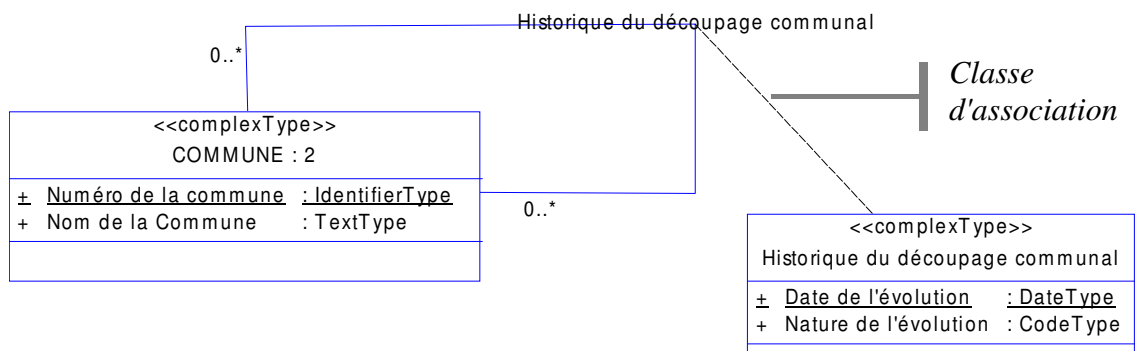 Historique du découpage communal
0..*
Classe
d'association
<<complexType>>
COMMUNE : 2
+ Numéro de la commune : IdentifierType
+ Nom de la Commune : TextType
0..*
<<complexType>>
Historique du découpage communal
+ Date de l'évolution : DateType
+ Nature de l'évolution : CodeType